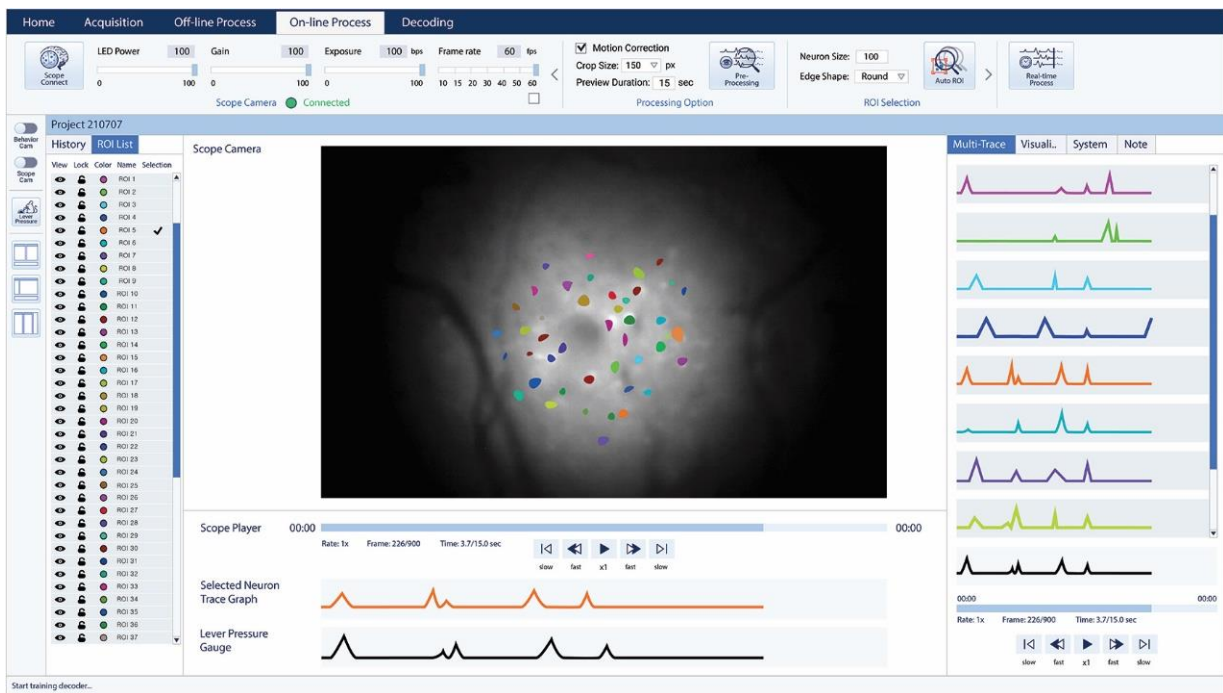 Home Acquisition Off-line Process On-line Process Decoding
LED Power 100 Gain 100 Exposure 100 bps Frame rate 60 fps
0 100 0 100 0 100 10 15 20 30 40 50 60
Scope Connect
Scope Camera Connected
Motion Correction
Crop Size: 150 px
Preview Duration: 15 sec
Pre-Processing
Processing Option
Neuron Size: 100
Edge Shape: Round
Auto ROI
ROI Selection
Real-time Process
Behavior Cam
Scope Cam
Lever Pressure
Project 210707
History ROI List
View Lock Color Name Selection
ROI 1
ROI 2
ROI 3
ROI 4
ROI 5
ROI 6
ROI 7
ROI 8
ROI 9
ROI 10
ROI 11
ROI 12
ROI 13
ROI 14
ROI 15
ROI 16
ROI 17
ROI 18
ROI 19
ROI 20
ROI 21
ROI 22
ROI 23
ROI 24
ROI 25
ROI 26
ROI 27
ROI 28
ROI 29
ROI 30
ROI 31
ROI 32
ROI 33
ROI 34
ROI 35
ROI 36
ROI 37
Scope Camera
Scope Player 00:00 00:00
Rate: 1x Frame: 226/900 Time: 3.7/15.0 sec
slow fast x1 fast slow
Selected Neuron
Trace Graph
Lever Pressure
Gauge
Multi-Trace Visuali.. System Note
00:00 00:00
Rate: 1x Frame: 226/900 Time: 3.7/15.0 sec
slow fast x1 fast slow
Start training decoder...